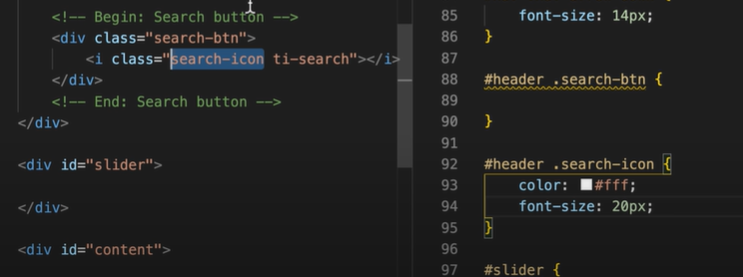 <!-- Begin: Search button -->
<div class="search-btn">
<i class="search-icon ti-search"></i>
</div>
<!-- End: Search button -->
</div>
<div id="slider">
</div>
<div id="content">
85 font-size: 14px;
86 }
87
88 #header .search-btn {
89
90 }
91
92 #header .search-icon {
93 color: #fff;
94 font-size: 20px;
95 }
96
97 #slider {